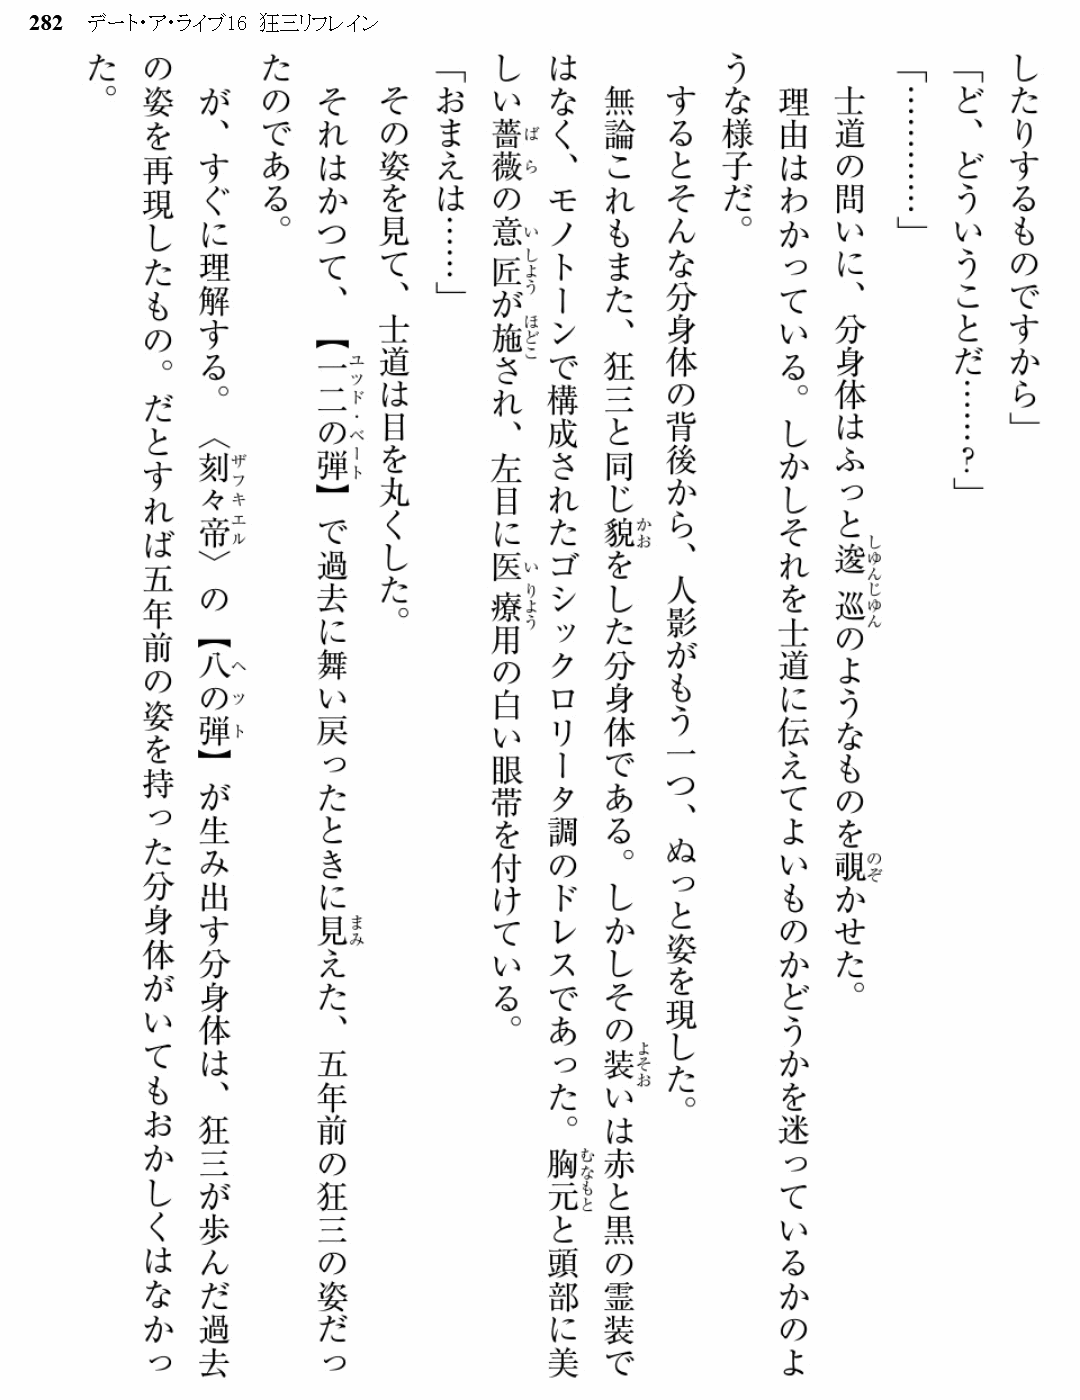 282 デート・ア・ライブ16 狂三リフレイン
したりするものですから」
「ど、どういうことだ……？」
「…………」
士道の問いに、分身体はふっと逡巡のようなものを覗かせた。
理由はわかっている。しかしそれを士道に伝えてよいものかどうかを迷っているかのよ
うな様子だ。
するとそんな分身体の背後から、人影がもう一つ、ぬっと姿を現した。
無論これもまた、狂三と同じ貌をした分身体である。しかしその装いは赤と黒の霊装で
はなく、モノトーンで構成されたゴシックロリータ調のドレスであった。胸元と頭部に美
しい薔薇の意匠が施され、左目に医療用の白い眼帯を付けている。
「おまえは……」
その姿を見て、士道は目を丸くした。
それはかつて、【一二の弾】で過去に舞い戻ったときに見えた、五年前の狂三の姿だっ
たのである。
が、すぐに理解する。〈刻々帝〉の【八の弾】が生み出す分身体は、狂三が歩んだ過去
の姿を再現したもの。だとすれば五年前の姿を持った分身体がいてもおかしくはなかっ
た。